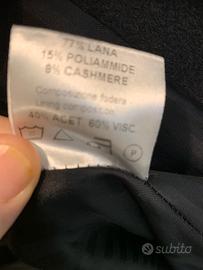 77% LANA
15% POLIAMMIDE
8% CASHMERE
Composizione fodera
Lining composition
40% ACET 60% VISC.
P
subito